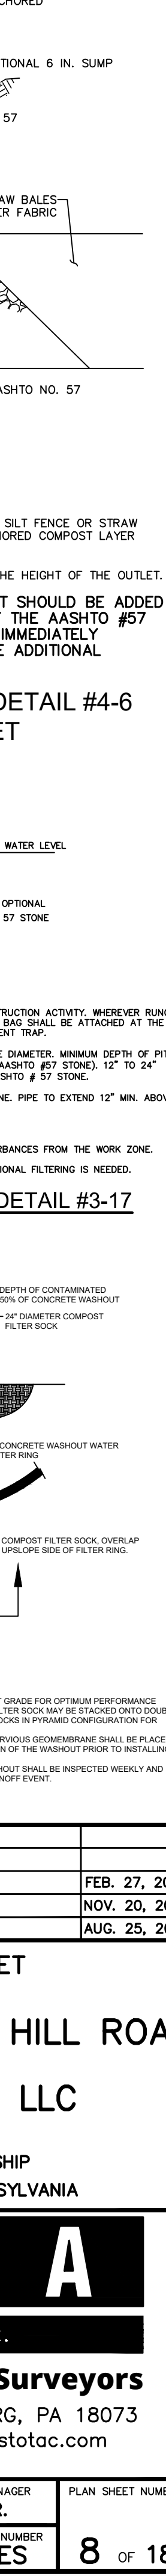 TIONAL 6 IN. SUMP
57
AW BALES
ER FABRIC
ASHTO NO. 57
SILT FENCE OR STRAW
HORED COMPOST LAYER
HE HEIGHT OF THE OUTLET.
T SHOULD BE ADDED
THE AASHTO #57
IMMEDIATELY
E ADDITIONAL
DETAIL #4-6
ET
WATER LEVEL
OPTIONAL
57 STONE
TRUCTION ACTIVITY. WHEREVER RUNO
BAG SHALL BE ATTACHED AT THE
ENT TRAP.
E DIAMETER. MINIMUM DEPTH OF PIT
AASHTO #57 STONE). 12" TO 24"
SHTO # 57 STONE.
NE. PIPE TO EXTEND 12" MIN. ABOV
RBANCES FROM THE WORK ZONE.
IONAL FILTERING IS NEEDED.
DETAIL #3-17
DEPTH OF CONTAMINATED
50% OF CONCRETE WASHOUT
24" DIAMETER COMPOST
FILTER SOCK
CONCRETE WASHOUT WATER
TER RING
COMPOST FILTER SOCK, OVERLAP
UPSLOPE SIDE OF FILTER RING.
T GRADE FOR OPTIMUM PERFORMANCE
LTER SOCK MAY BE STACKED ONTO DOUB
OCKS IN PYRAMID CONFIGURATION FOR
RVIOUS GEOMEMBRANE SHALL BE PLACE
N OF THE WASHOUT PRIOR TO INSTALLING
HOUT SHALL BE INSPECTED WEEKLY AND
NOFF EVENT.
FEB. 27, 20
NOV. 20, 20
AUG. 25, 20
ET
HILL ROA
LLC
SHIP
SYLVANIA
A
Surveyors
RG, PA 18073
stotac.com
NAGER
R.
PLAN SHEET NUMB
NUMBER
ES
8 OF 18